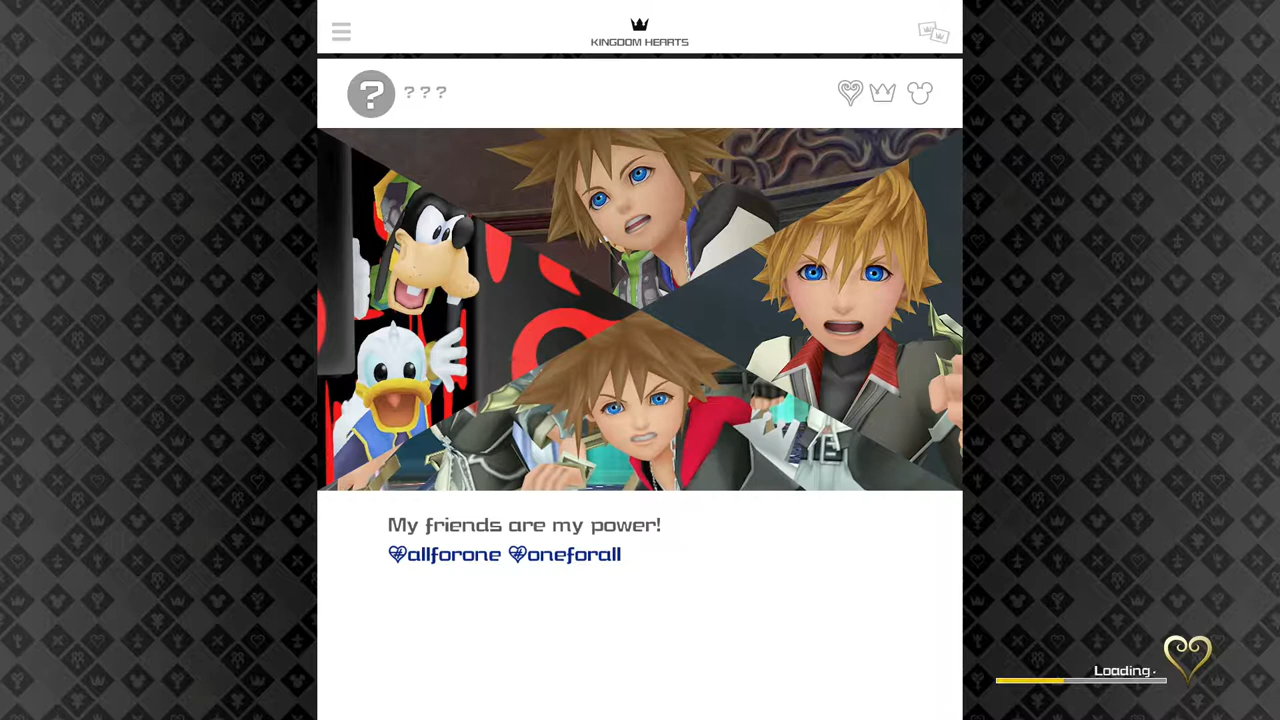 KINGDOM HEARTS
?
? ? ?
My friends are my power!
allforone oneforall
Loading.